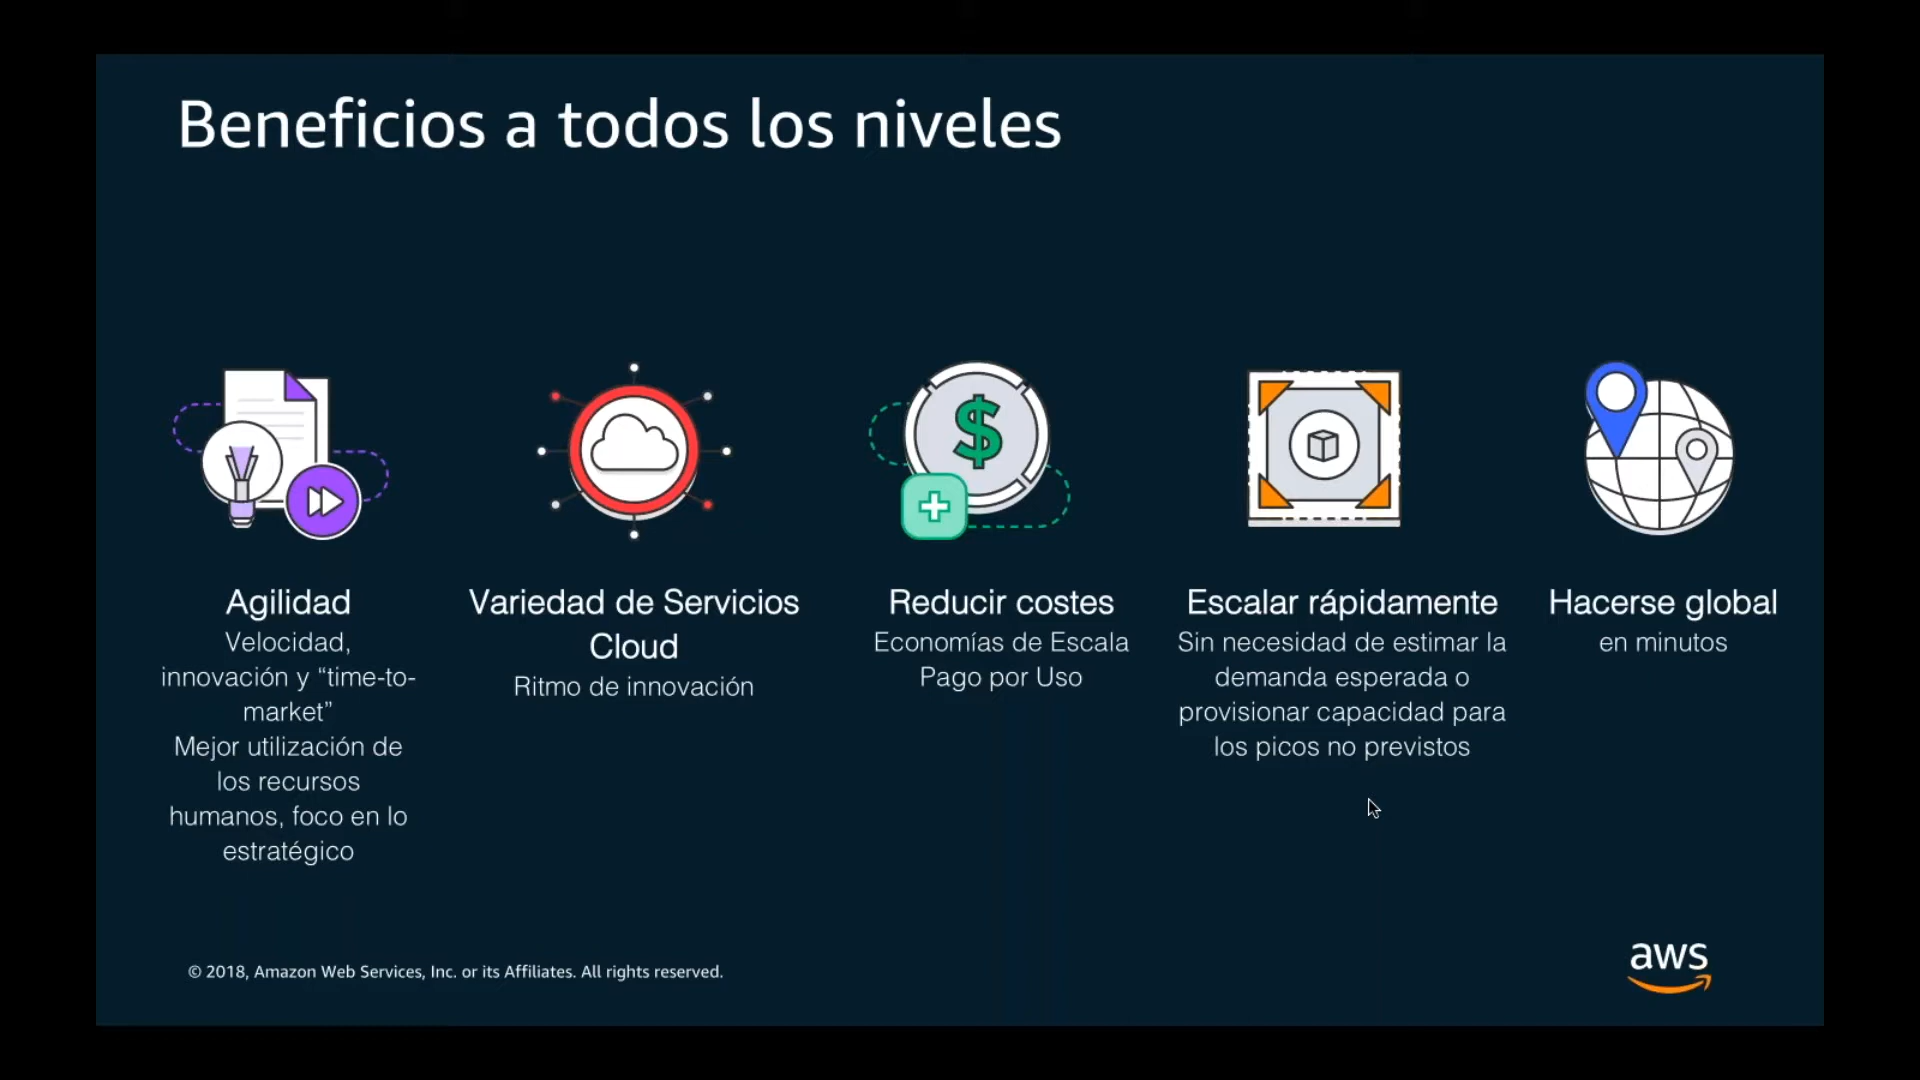 Beneficios a todos los niveles
Agilidad
Velocidad,
innovación y “time-to-
market”
Mejor utilización de
los recursos
humanos, foco en lo
estratégico
Variedad de Servicios
Cloud
Ritmo de innovación
Reducir costes
Economías de Escala
Pago por Uso
Escalar rápidamente
Sin necesidad de estimar la
demanda esperada o
provisionar capacidad para
los picos no previstos
Hacerse global
en minutos
© 2018, Amazon Web Services, Inc. or its Affiliates. All rights reserved.
aws